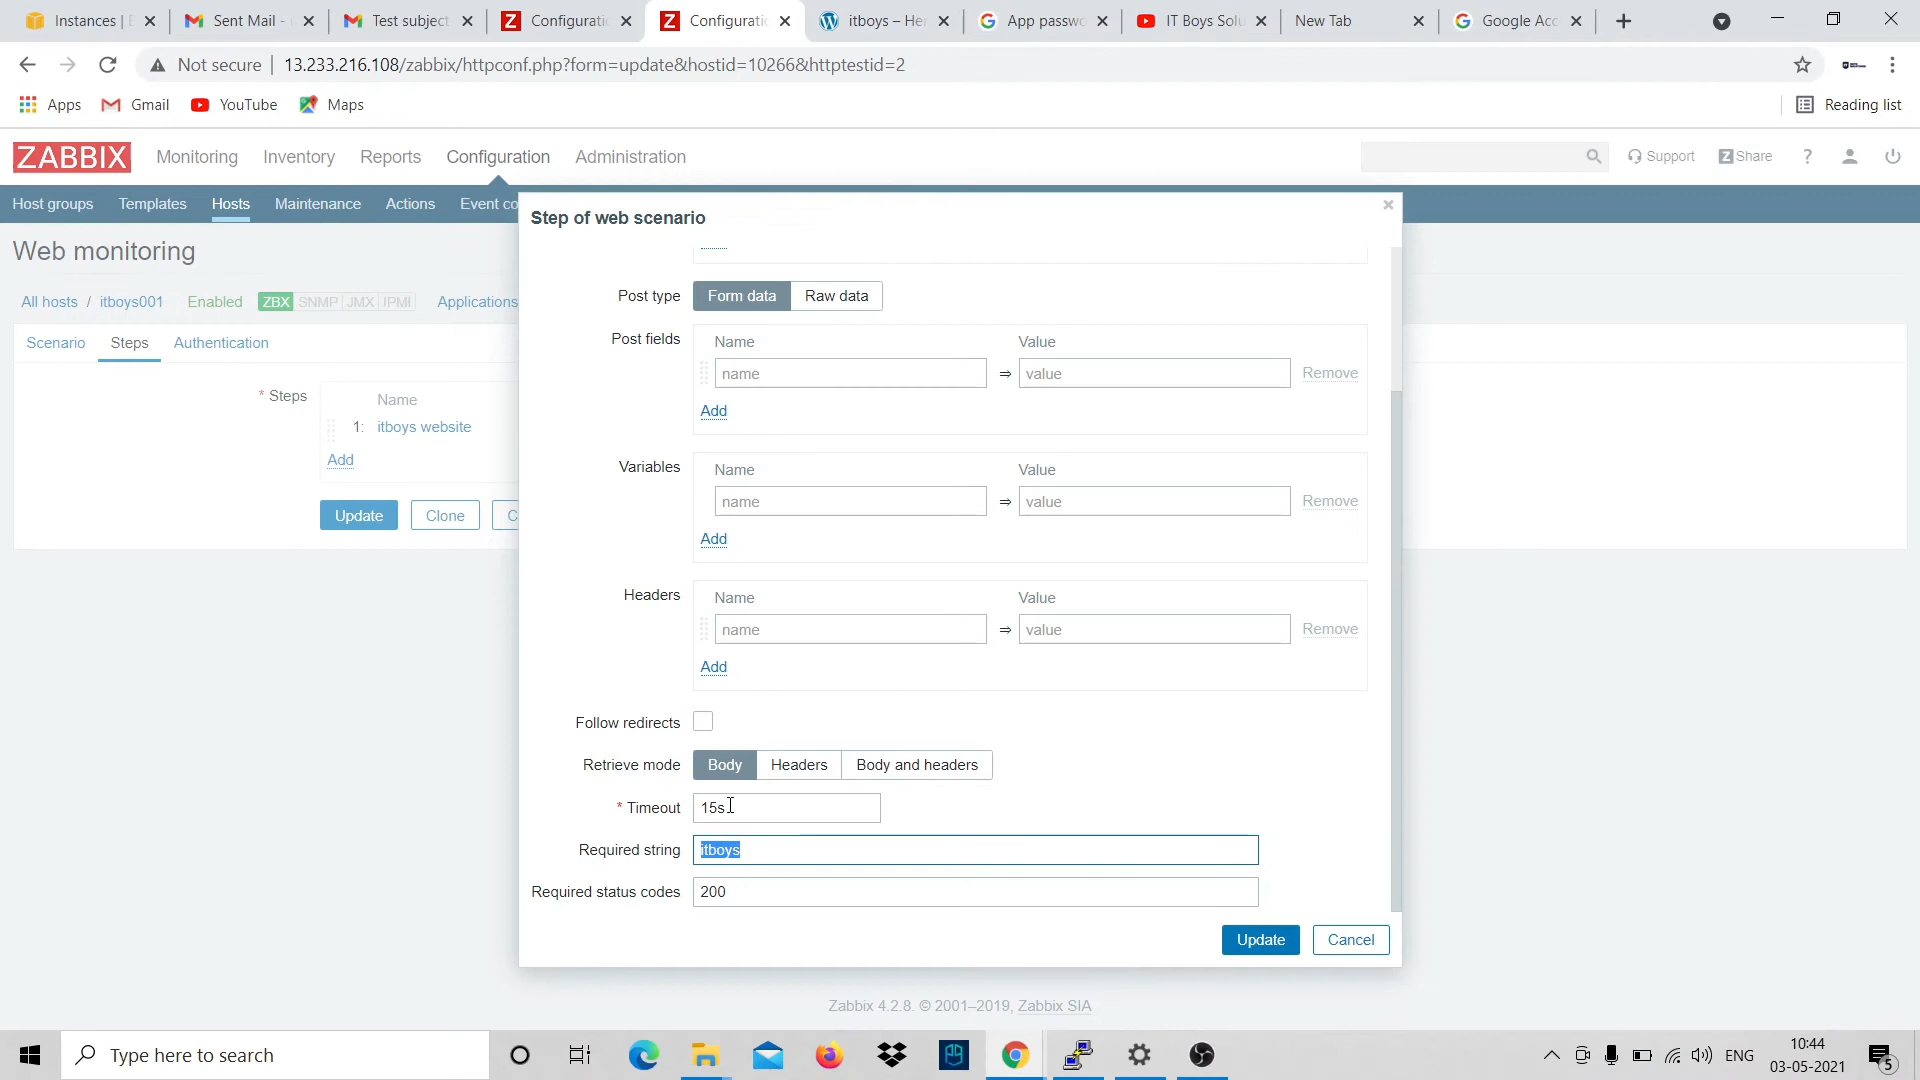 Instances | E
Sent Mail -
Test subject
Configuratio
Configuratio
itboys – He
App passwo
IT Boys Solu
New Tab
Google Acc
Not secure
13.233.216.108/zabbix/httpconf.php?form=update&hostid=10266&httptestid=2
Apps
Gmail
YouTube
Maps
Reading list
ZABBIX
Monitoring
Inventory
Reports
Configuration
Administration
Support
Z Share
?
Host groups
Templates
Hosts
Maintenance
Actions
Event co
Web monitoring
All hosts / itboys001
Enabled
ZBX SNMP JMX IPMI
Applications
Scenario
Steps
Authentication
* Steps
Name
1: itboys website
Add
Update
Clone
C
Step of web scenario
Post type
Form data
Raw data
Post fields
Name
Value
name ⇒ value Remove
Add
Variables
Name
Value
name ⇒ value Remove
Add
Headers
Name
Value
name ⇒ value Remove
Add
Follow redirects
Retrieve mode
Body
Headers
Body and headers
* Timeout
15s
Required string
itboys
Required status codes
200
Update
Cancel
Zabbix 4.2.8. © 2001–2019, Zabbix SIA
Type here to search
ENG
10:44
03-05-2021
5